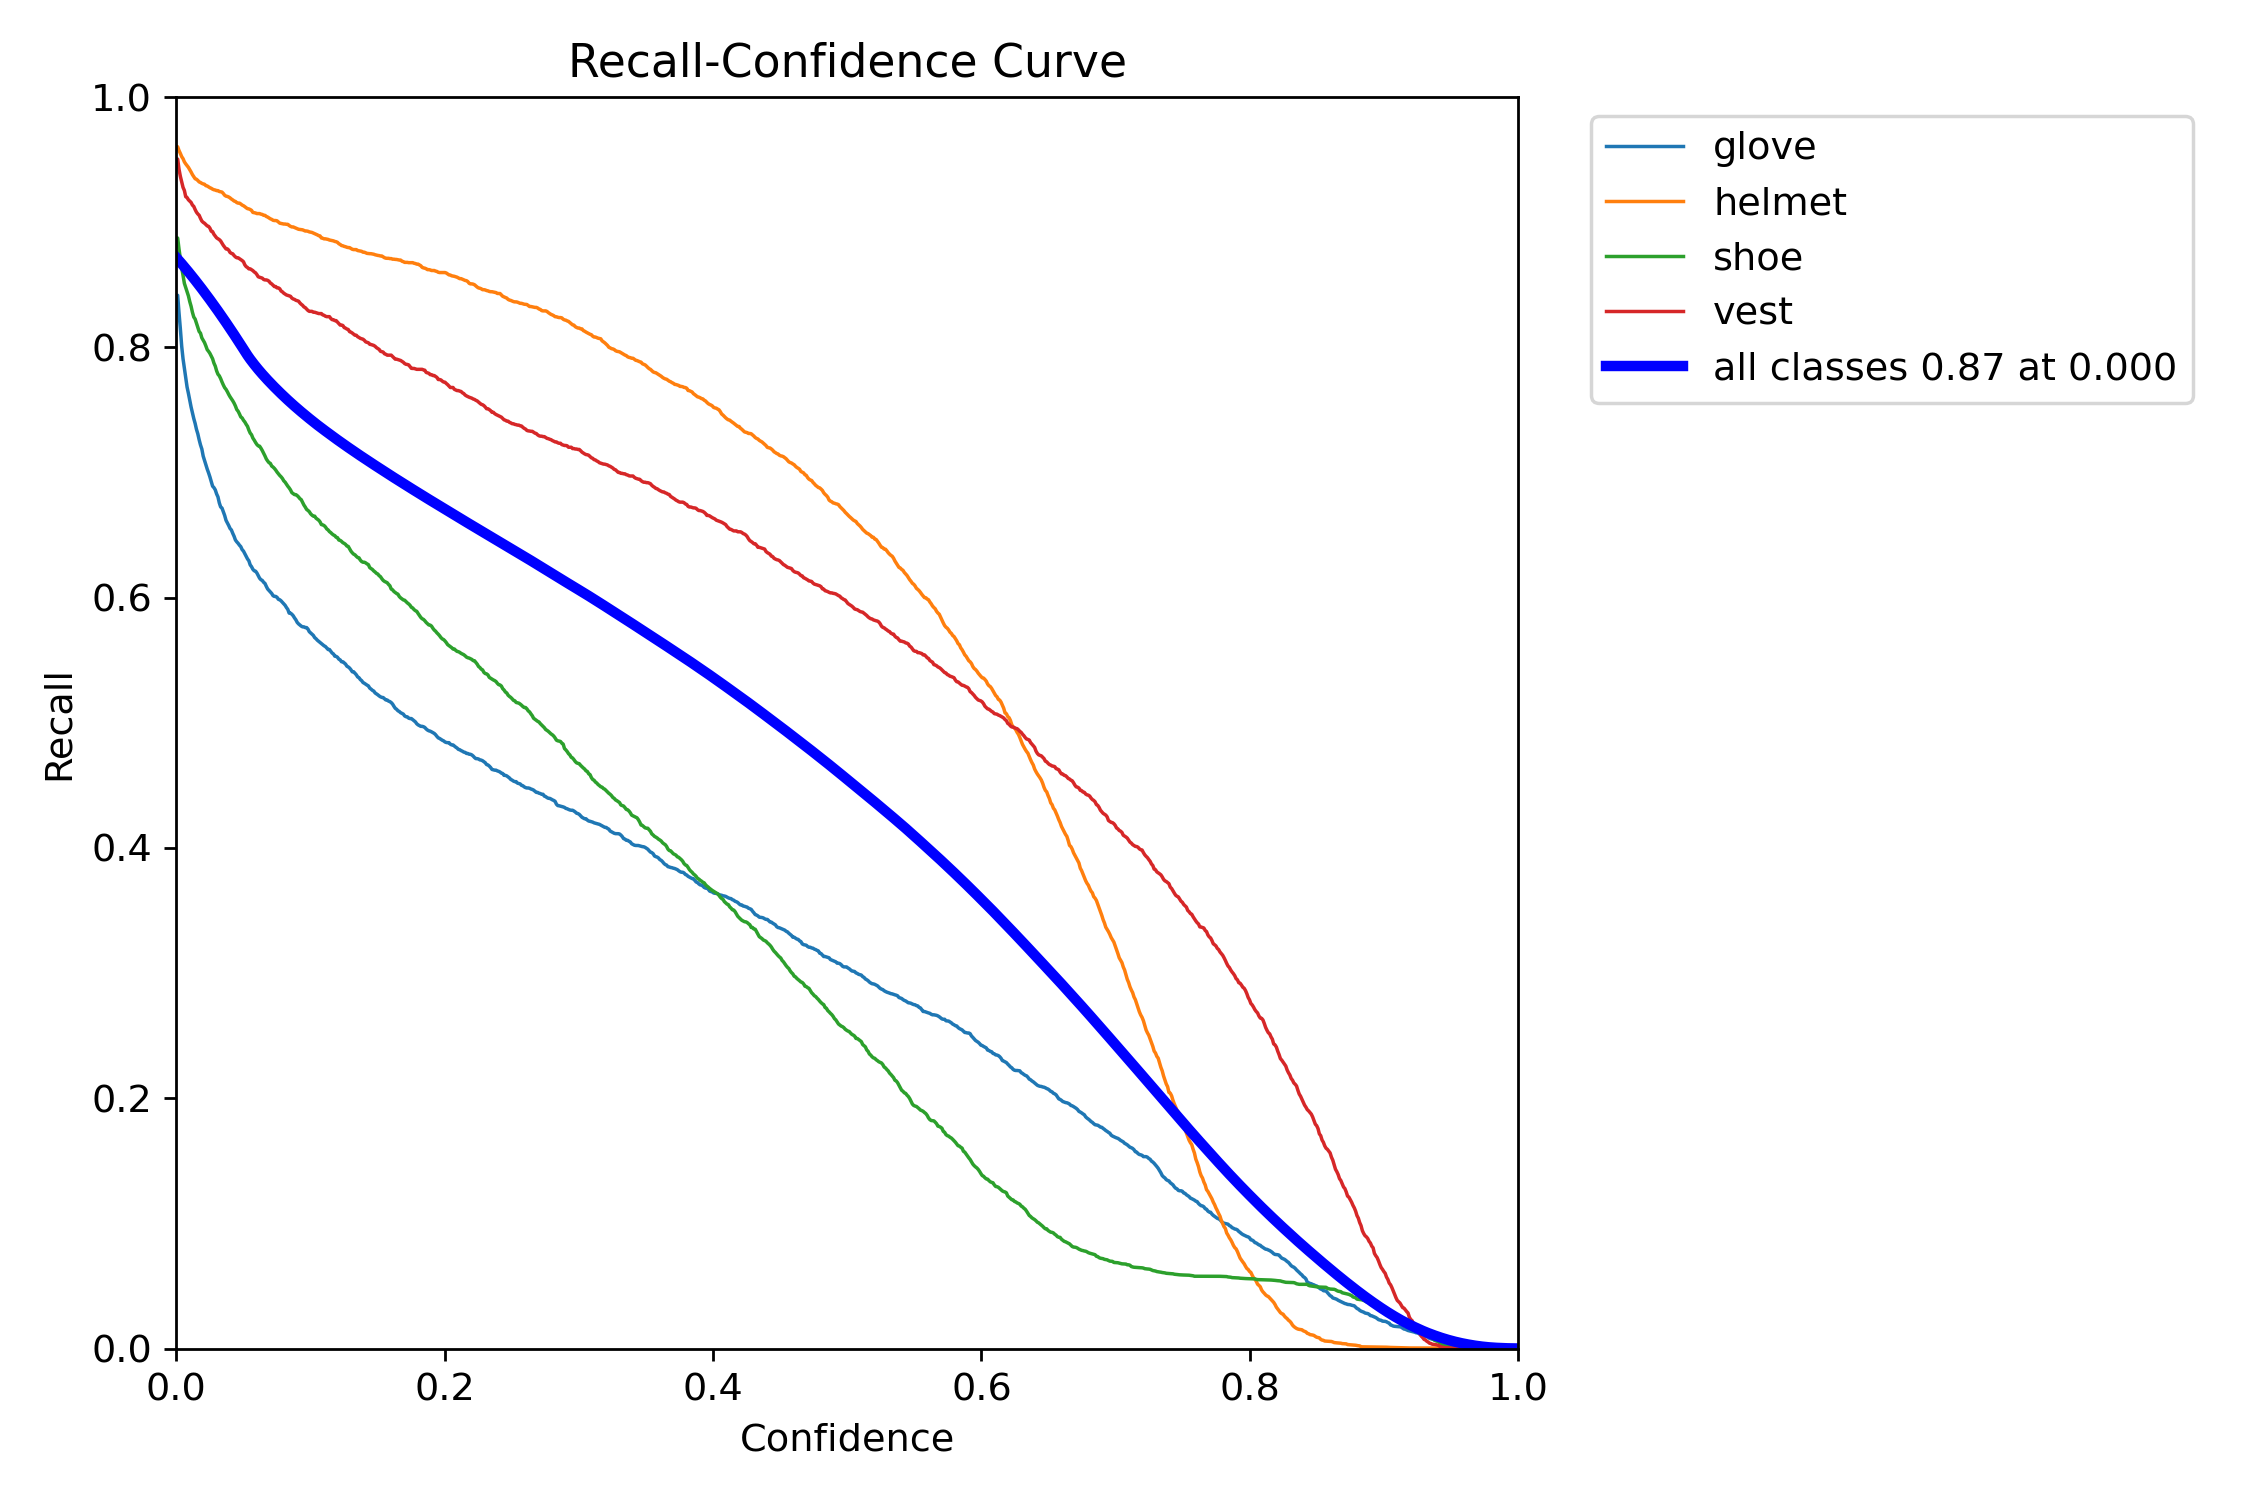 Recall-Confidence Curve
1.0
0.8
0.6
0.4
0.2
0.0
Recall
0.0 0.2 0.4 0.6 0.8 1.0
Confidence
glove
helmet
shoe
vest
all classes 0.87 at 0.000